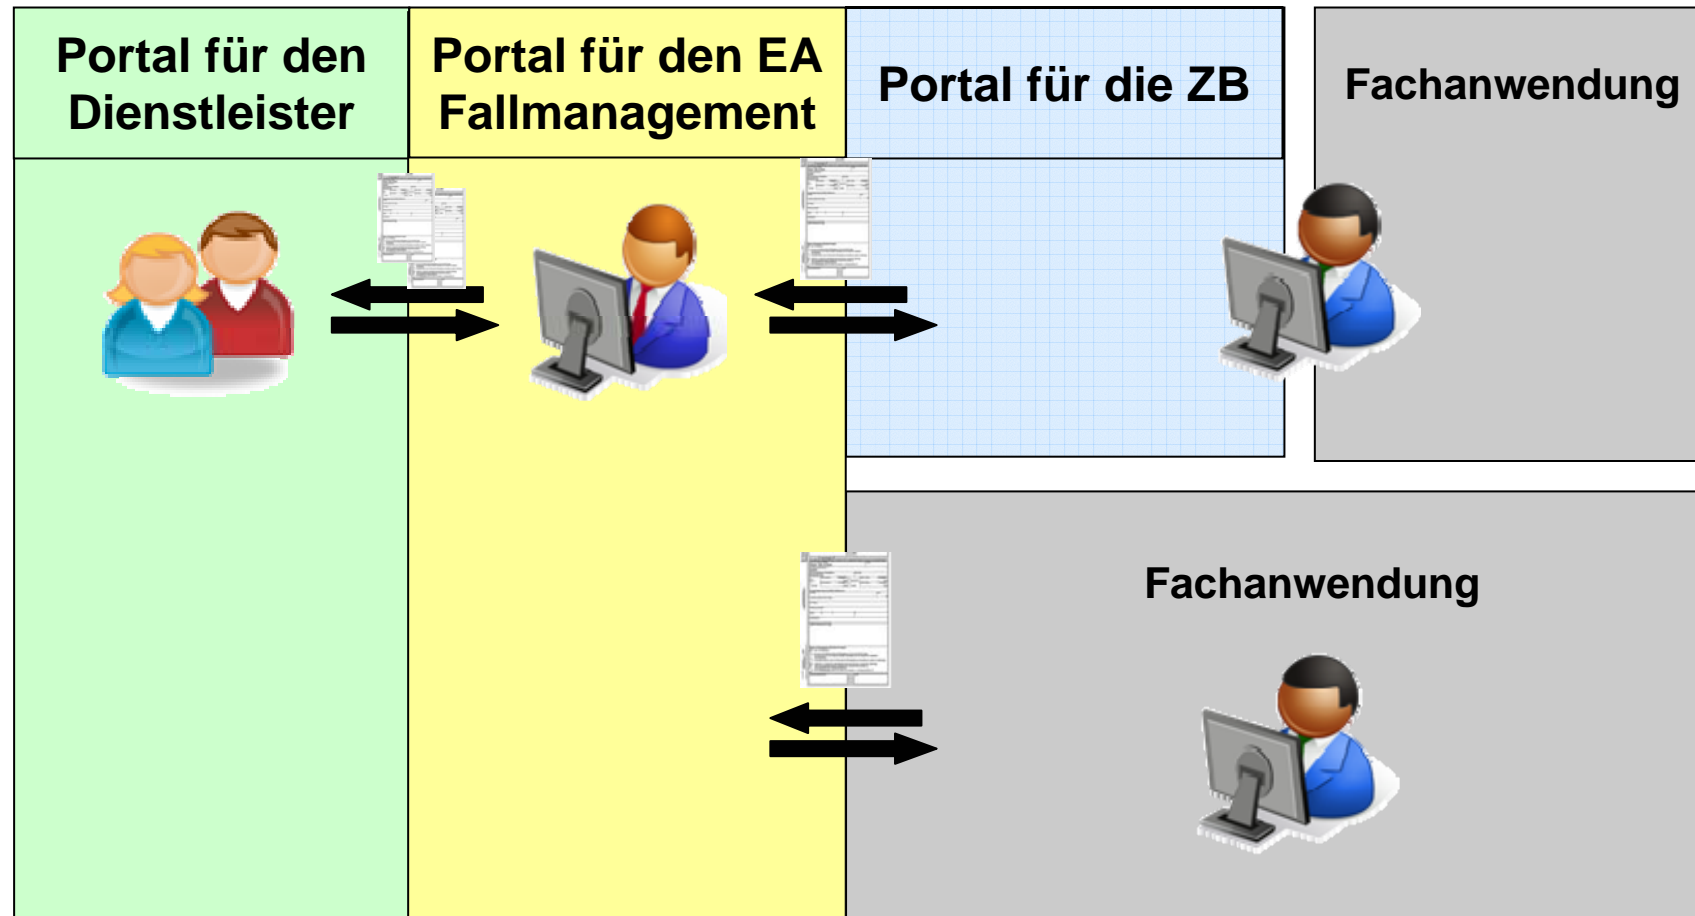 Portal für den
Dienstleister
Portal für den EA
Fallmanagement
Portal für die ZB
Fachanwendung
Fachanwendung